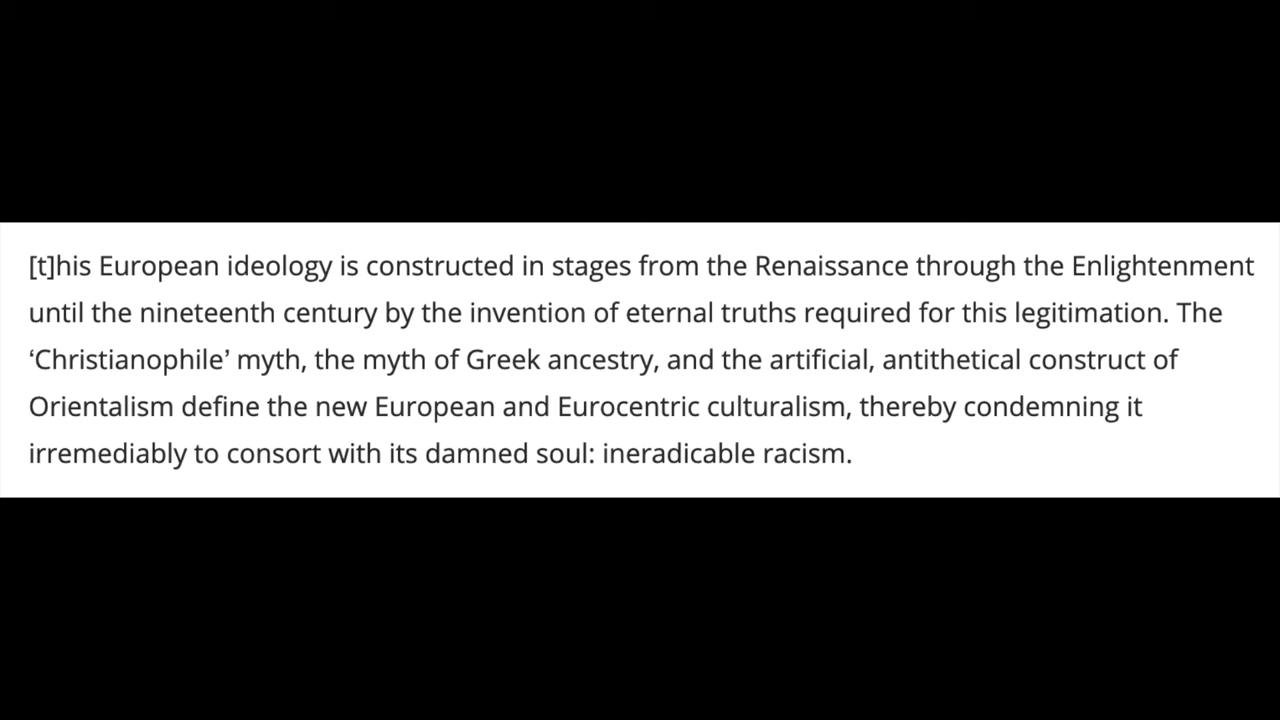 [t]his European ideology is constructed in stages from the Renaissance through the Enlightenment
until the nineteenth century by the invention of eternal truths required for this legitimation. The
‘Christianophile’ myth, the myth of Greek ancestry, and the artificial, antithetical construct of
Orientalism define the new European and Eurocentric culturalism, thereby condemning it
irremediably to consort with its damned soul: ineradicable racism.